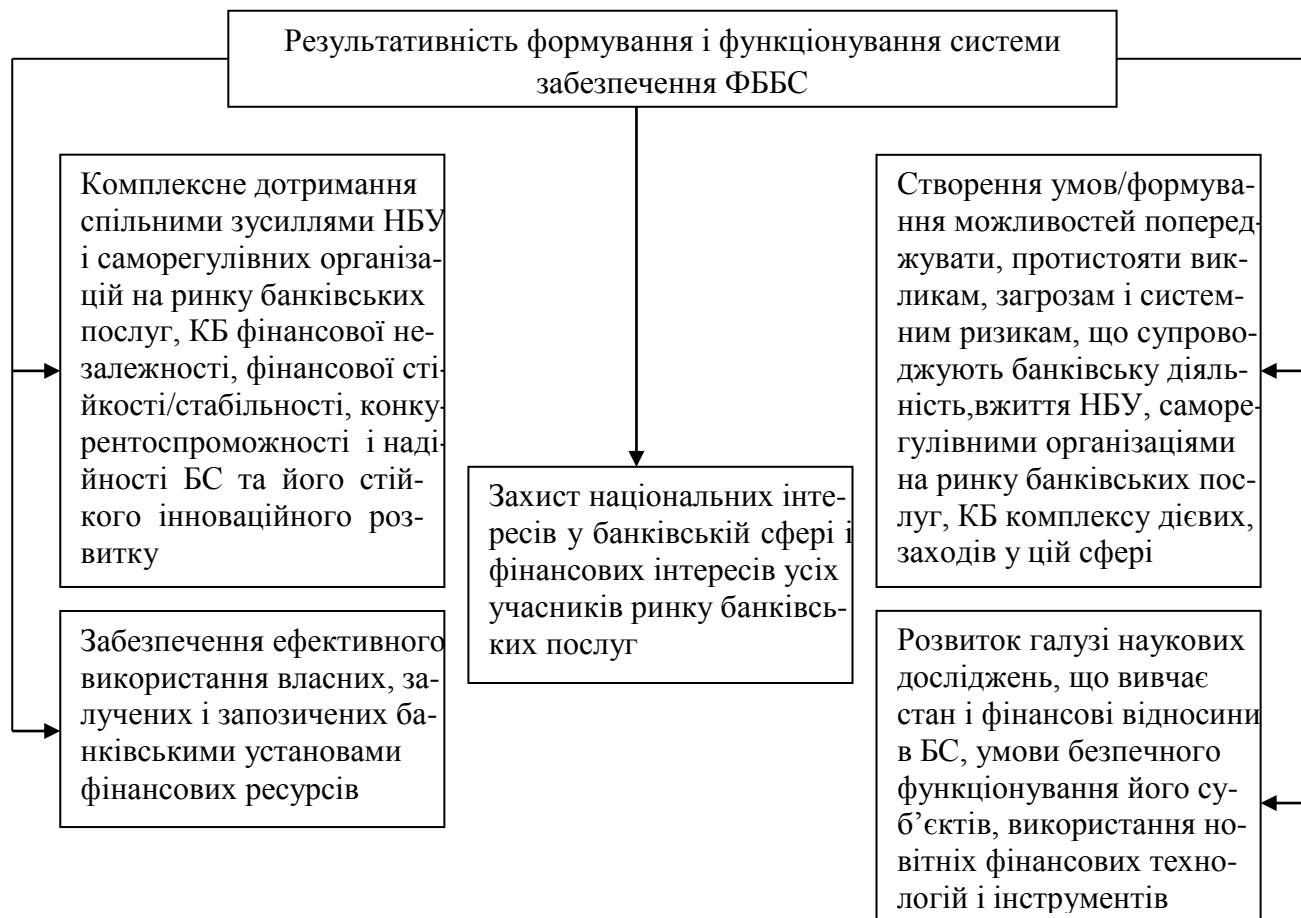 Результативність формування і функціонування системи
забезпечення ФББС
Комплексне дотримання
спільними зусиллями НБУ
і саморегулівних організа-
цій на ринку банківських
послуг, КБ фінансової не-
залежності, фінансової сті-
йкості/стабільності, конку-
рентоспроможності і наді-
йності БС та його стій-
кого інноваційного роз-
витку
Забезпечення ефективного
використання власних, за-
лучених і запозичених ба-
нківськими установами
фінансових ресурсів
Захист національних інте-
ресів у банківській сфері і
фінансових інтересів усіх
учасників ринку банківсь-
ких послуг
Створення умов/формува-
ння можливостей поперед-
жувати, протистояти вик-
ликам, загрозам і систем-
ним ризикам, що супрово-
джують банківську діяль-
ність,вжиття НБУ, саморе-
гулівними організаціями
на ринку банківських пос-
луг, КБ комплексу дієвих,
заходів у цій сфері
Розвиток галузі наукових
досліджень, що вивчає
стан і фінансові відносини
в БС, умови безпечного
функціонування його су-
б’єктів, використання но-
вітніх фінансових техно-
логій і інструментів